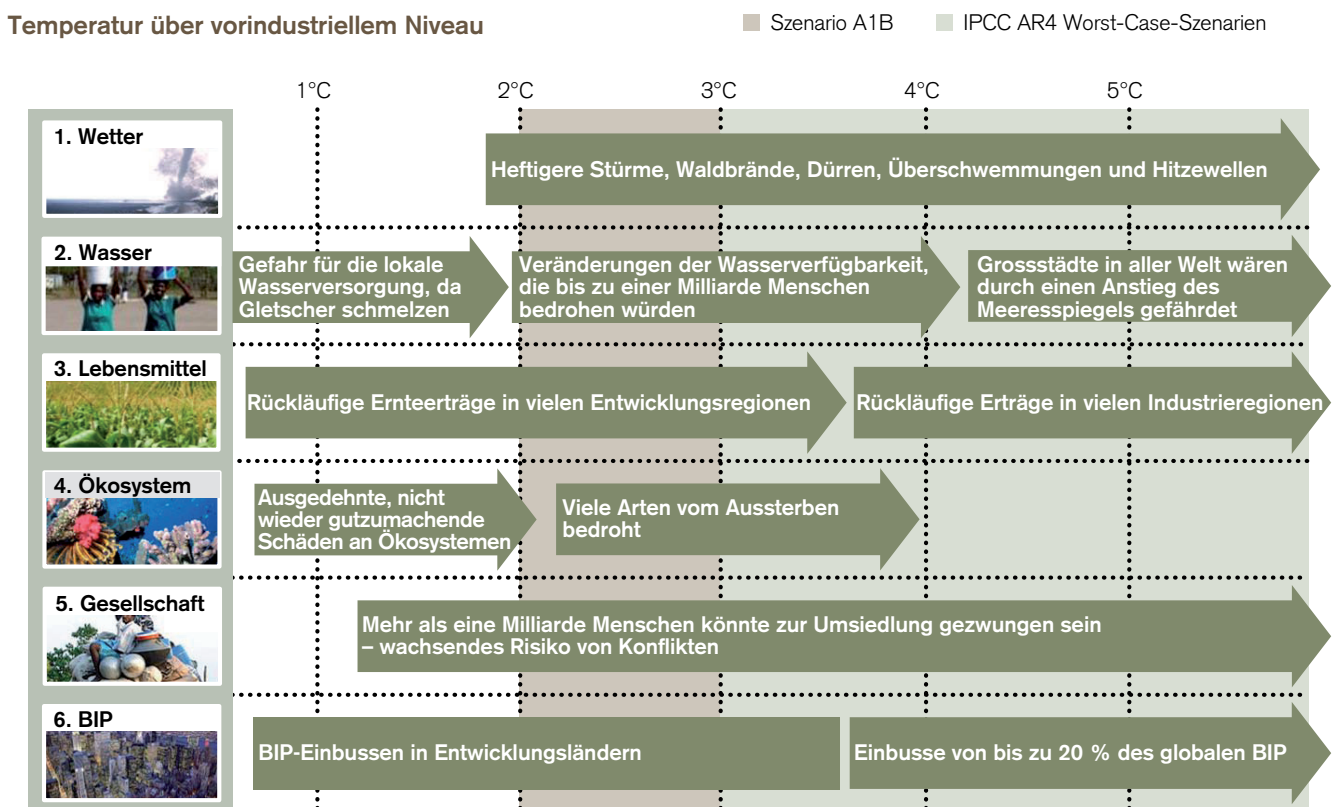 Temperatur über vorindustriellem Niveau
Szenario A1B
IPCC AR4 Worst-Case-Szenarien
1°C
2°C
3°C
4°C
5°C
1. Wetter
Heftigere Stürme, Waldbrände, Dürren, Überschwemmungen und Hitzewellen
2. Wasser
Gefahr für die lokale
Wasserversorgung, da
Gletscher schmelzen
Veränderungen der Wasserverfügbarkeit,
die bis zu einer Milliarde Menschen
bedrohen würden
Grossstädte in aller Welt wären
durch einen Anstieg des
Meeresspiegels gefährdet
3. Lebensmittel
Rückläufige Ernteerträge in vielen Entwicklungsregionen
Rückläufige Erträge in vielen Industrieregionen
4. Ökosystem
Ausgedehnte, nicht
wieder gutzumachende
Schäden an Ökosystemen
Viele Arten vom Aussterben
bedroht
5. Gesellschaft
Mehr als eine Milliarde Menschen könnte zur Umsiedlung gezwungen sein
– wachsendes Risiko von Konflikten
6. BIP
BIP-Einbussen in Entwicklungsländern
Einbusse von bis zu 20 % des globalen BIP